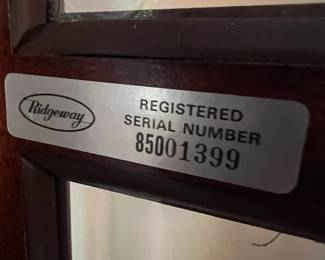 Ridgeway
REGISTERED
SERIAL NUMBER
85001399